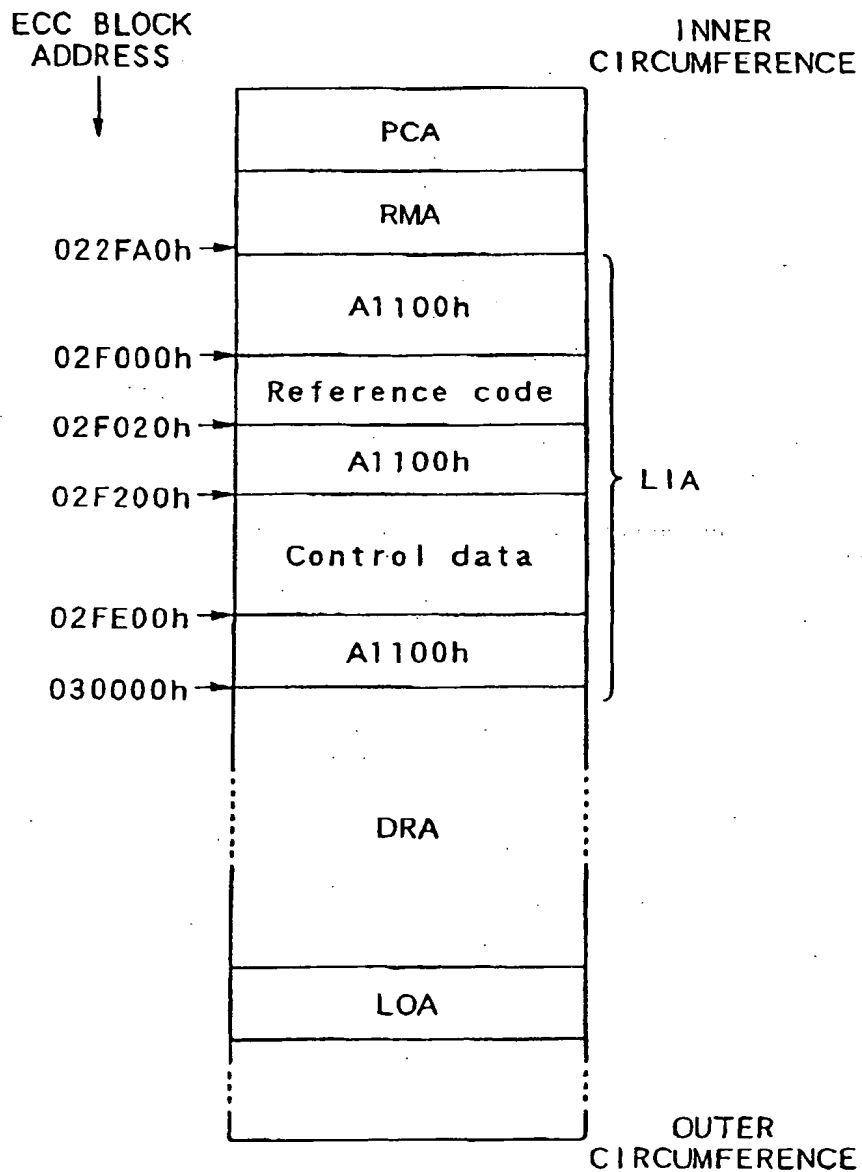 ECC BLOCK
ADDRESS
INNER
CIRCUMFERENCE
PCA
RMA
022FA0h
A1100h
02F000h
Reference code
02F020h
A1100h
LIA
02F200h
Control data
02FE00h
A1100h
030000h
DRA
LOA
OUTER
CIRCUMFERENCE